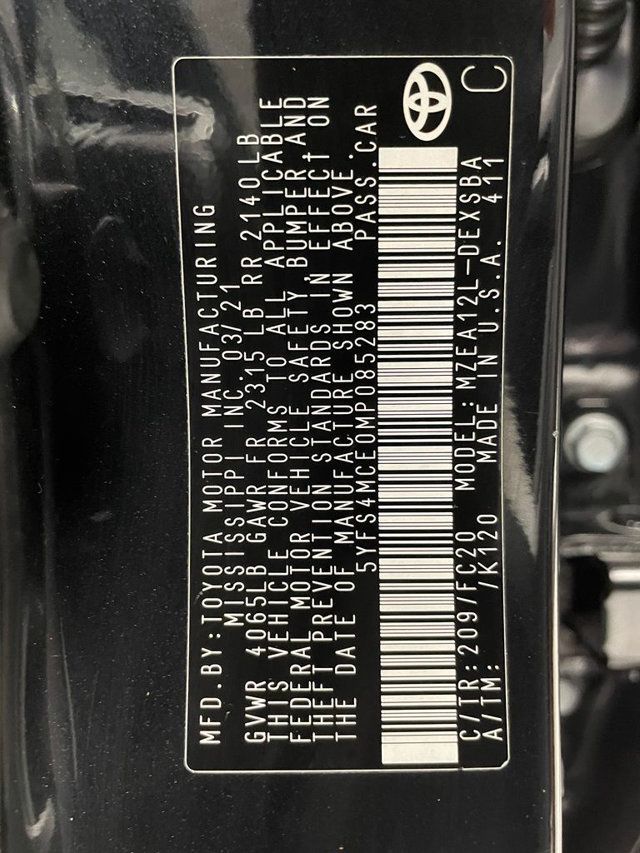 MFD.BY:TOYOTA MOTOR MANUFACTURING
MISSISSIPPI INC. 03/21
GVWR 4065LB GAWR FR 2315 LB RR 2140LB
THIS VEHICLE CONFORMS TO ALL APPLICABLE
FEDERAL MOTOR VEHICLE SAFETY, BUMPER AND
THEFT PREVENTION STANDARDS IN EFFECT ON
THE DATE OF MANUFACTURE SHOWN ABOVE.
5YFS4MCE0MP085283 PASS.CAR
C/TR:209/FC20 MODEL:MZEA12L-DEXSBA C
A/TM: /K120 MADE IN U.S.A. 411